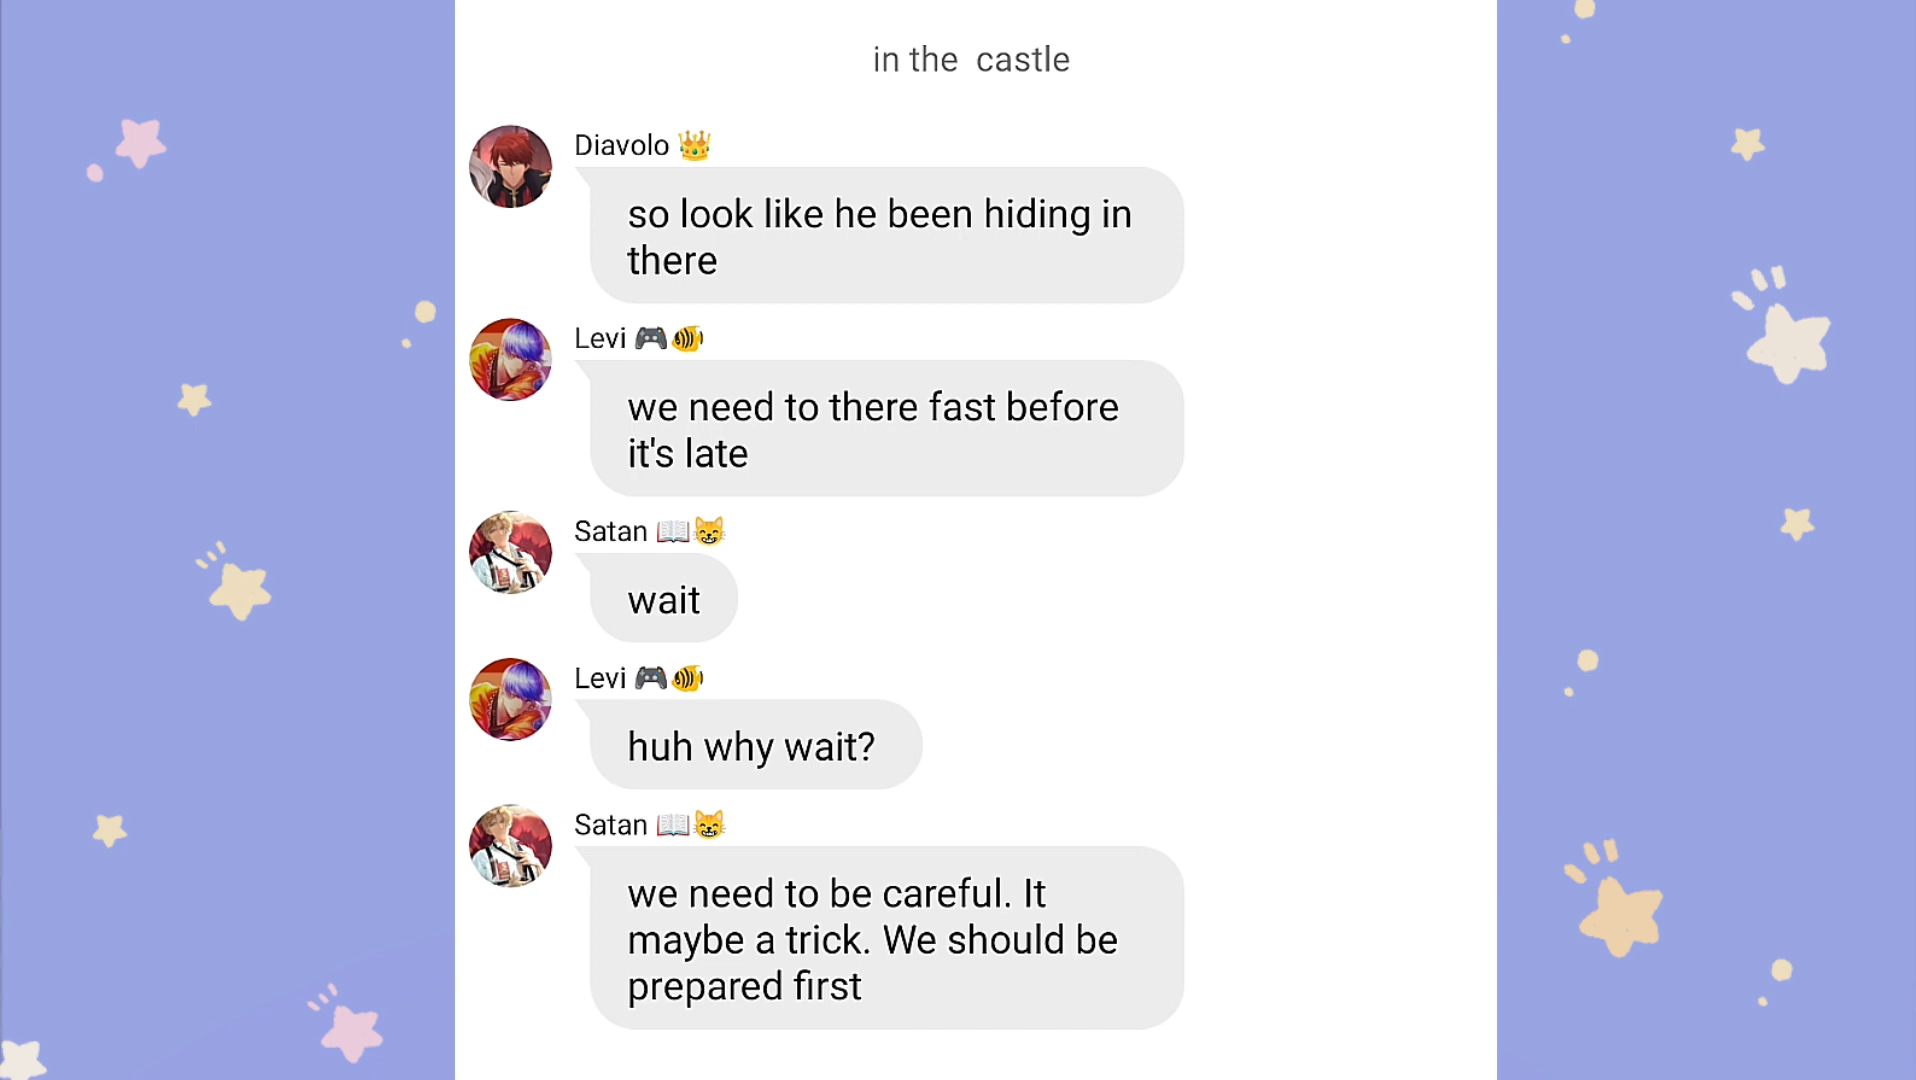 in the castle
Diavolo 👑
so look like he been hiding in
there
Levi 🎮🐠
we need to there fast before
it's late
Satan 📖😸
wait
Levi 🎮🐠
huh why wait?
Satan 📖😸
we need to be careful. It
maybe a trick. We should be
prepared first